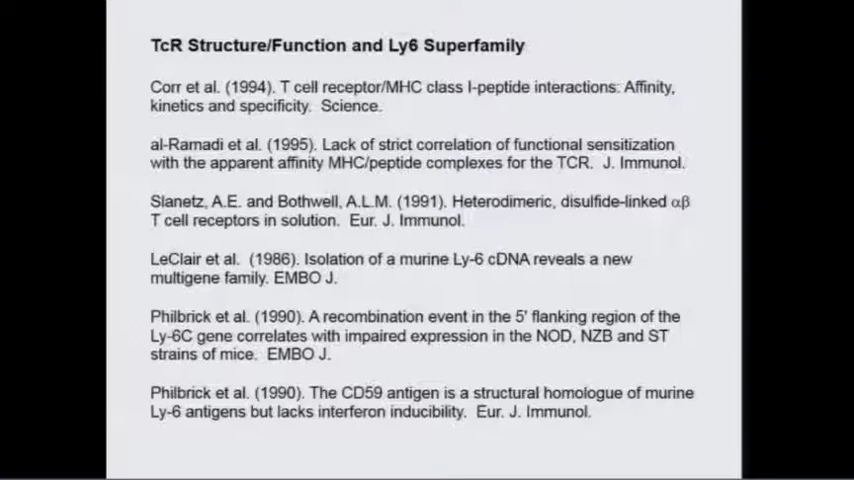 TcR Structure/Function and Ly6 Superfamily
Corr et al. (1994). T cell receptor/MHC class I-peptide interactions: Affinity,
kinetics and specificity. Science.
al-Ramadi et al. (1995). Lack of strict correlation of functional sensitization
with the apparent affinity MHC/peptide complexes for the TCR. J. Immunol.
Slanetz, A.E. and Bothwell, A.L.M. (1991). Heterodimeric, disulfide-linked αβ
T cell receptors in solution. Eur. J. Immunol.
LeClair et al. (1986). Isolation of a murine Ly-6 cDNA reveals a new
multigene family. EMBO J.
Philbrick et al. (1990). A recombination event in the 5' flanking region of the
Ly-6C gene correlates with impaired expression in the NOD, NZB and ST
strains of mice. EMBO J.
Philbrick et al. (1990). The CD59 antigen is a structural homologue of murine
Ly-6 antigens but lacks interferon inducibility. Eur. J. Immunol.